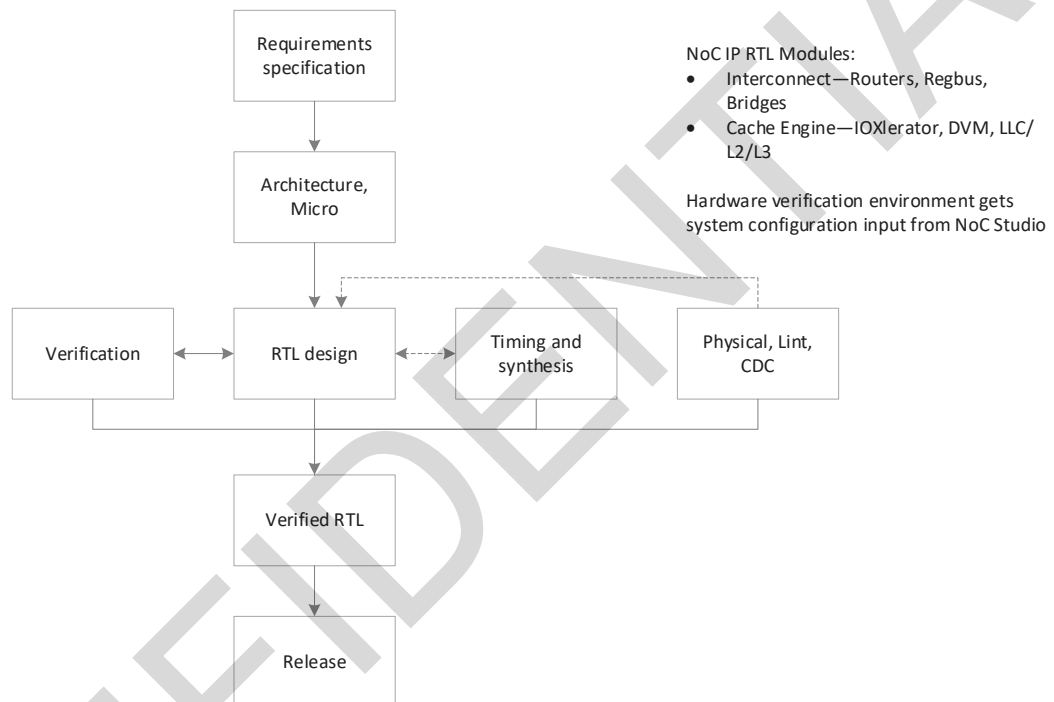 Requirements
specification
NoC IP RTL Modules:
• Interconnect—Routers, Regbus,
Bridges
• Cache Engine—IOXlerator, DVM, LLC/
L2/L3
Hardware verification environment gets
system configuration input from NoC Studio
Architecture,
Micro
Verification
RTL design
Timing and
synthesis
Physical, Lint,
CDC
Verified RTL
Release
FIDENTIA